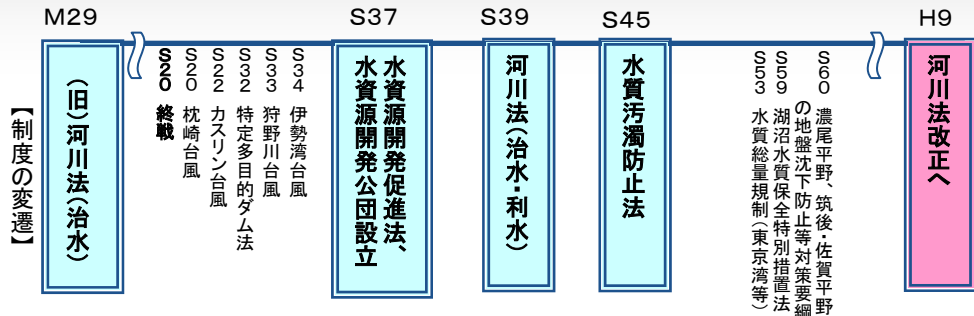 M29
S37
S39
S45
H9
【制度の変遷】
(旧)河川法(治水)
S20 終戦
S20 枕崎台風
S22 カスリン台風
S32 特定多目的ダム法
S33 狩野川台風
S34 伊勢湾台風
水資源開発促進法、
水資源開発公団設立
河川法(治水・利水)
水質汚濁防止法
S53 水質総量規制(東京湾等)
S59 湖沼水質保全特別措置法
S60 濃尾平野、筑後・佐賀平野
の地盤沈下防止等対策要綱
河川法改正へ